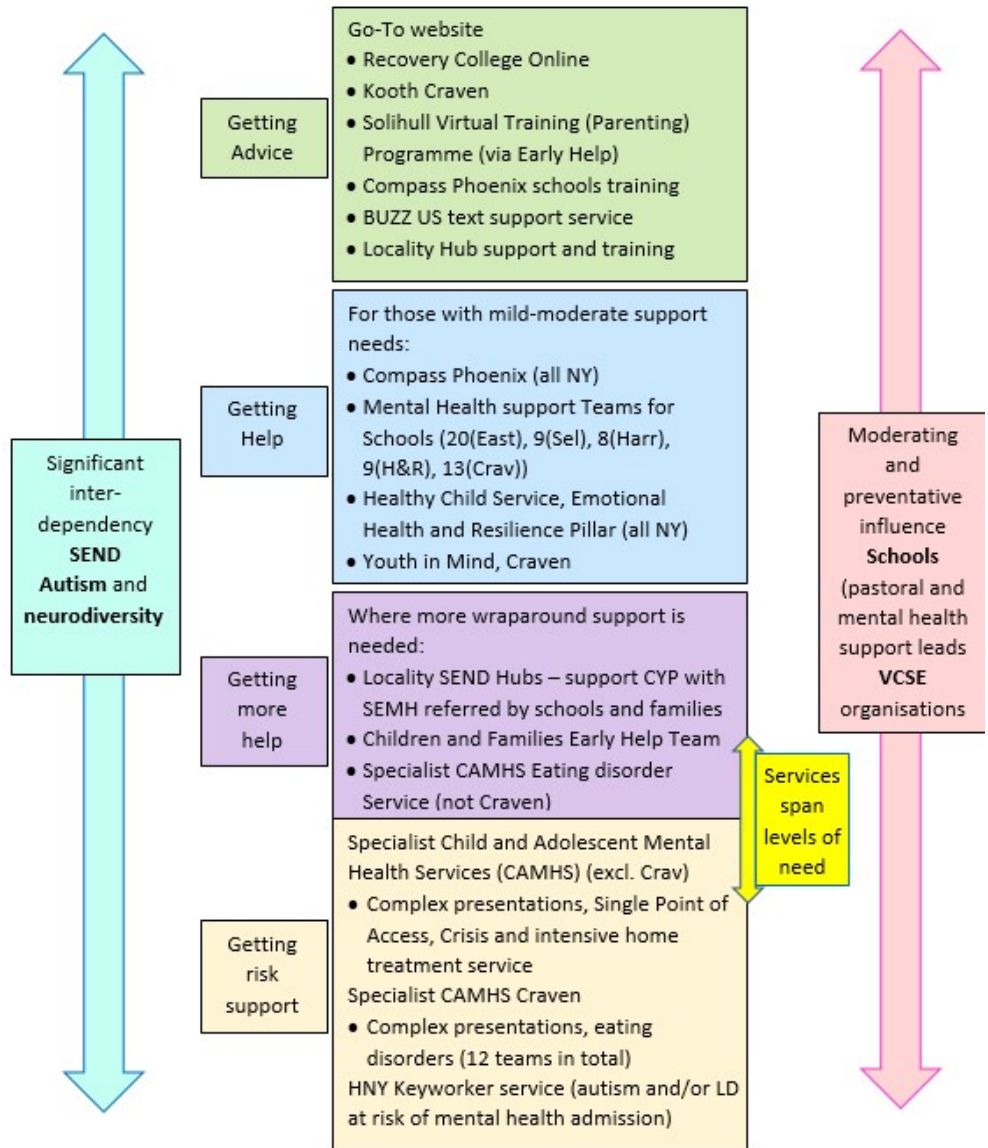 Significant
inter-
dependency
SEND
Autism and
neurodiversity
Getting
Advice
Go-To website
• Recovery College Online
• Kooth Craven
• Solihull Virtual Training (Parenting)
Programme (via Early Help)
• Compass Phoenix schools training
• BUZZ US text support service
• Locality Hub support and training
Getting
Help
For those with mild-moderate support
needs:
• Compass Phoenix (all NY)
• Mental Health support Teams for
Schools (20(East), 9(Sel), 8(Harr),
9(H&R), 13(Crav))
• Healthy Child Service, Emotional
Health and Resilience Pillar (all NY)
• Youth in Mind, Craven
Getting
more
help
Where more wraparound support is
needed:
• Locality SEND Hubs – support CYP with
SEMH referred by schools and families
• Children and Families Early Help Team
• Specialist CAMHS Eating disorder
Service (not Craven)
Services
span
levels of
need
Getting
risk
support
Specialist Child and Adolescent Mental
Health Services (CAMHS) (excl. Crav)
• Complex presentations, Single Point of
Access, Crisis and intensive home
treatment service
Specialist CAMHS Craven
• Complex presentations, eating
disorders (12 teams in total)
HNY Keyworker service (autism and/or LD
at risk of mental health admission)
Moderating
and
preventative
influence
Schools
(pastoral and
mental health
support leads
VCSE
organisations